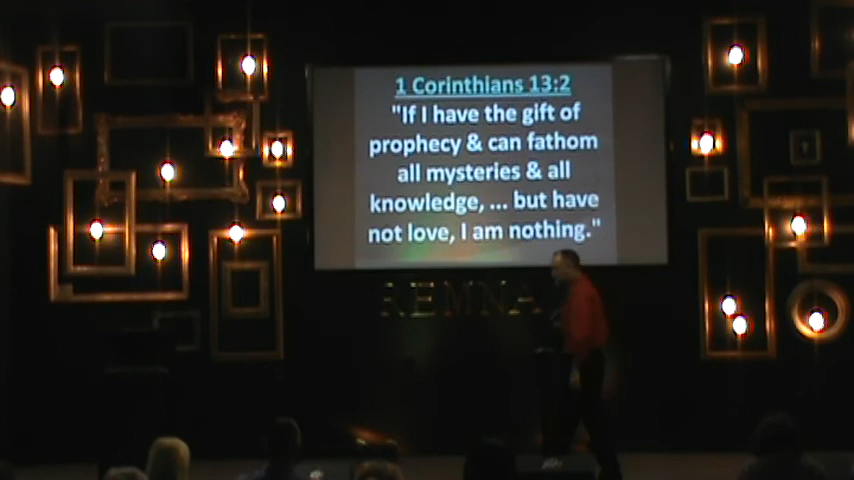 1 Corinthians 13:2
"If I have the gift of
prophecy & can fathom
all mysteries & all
knowledge, ... but have
not love, I am nothing."
REMNA